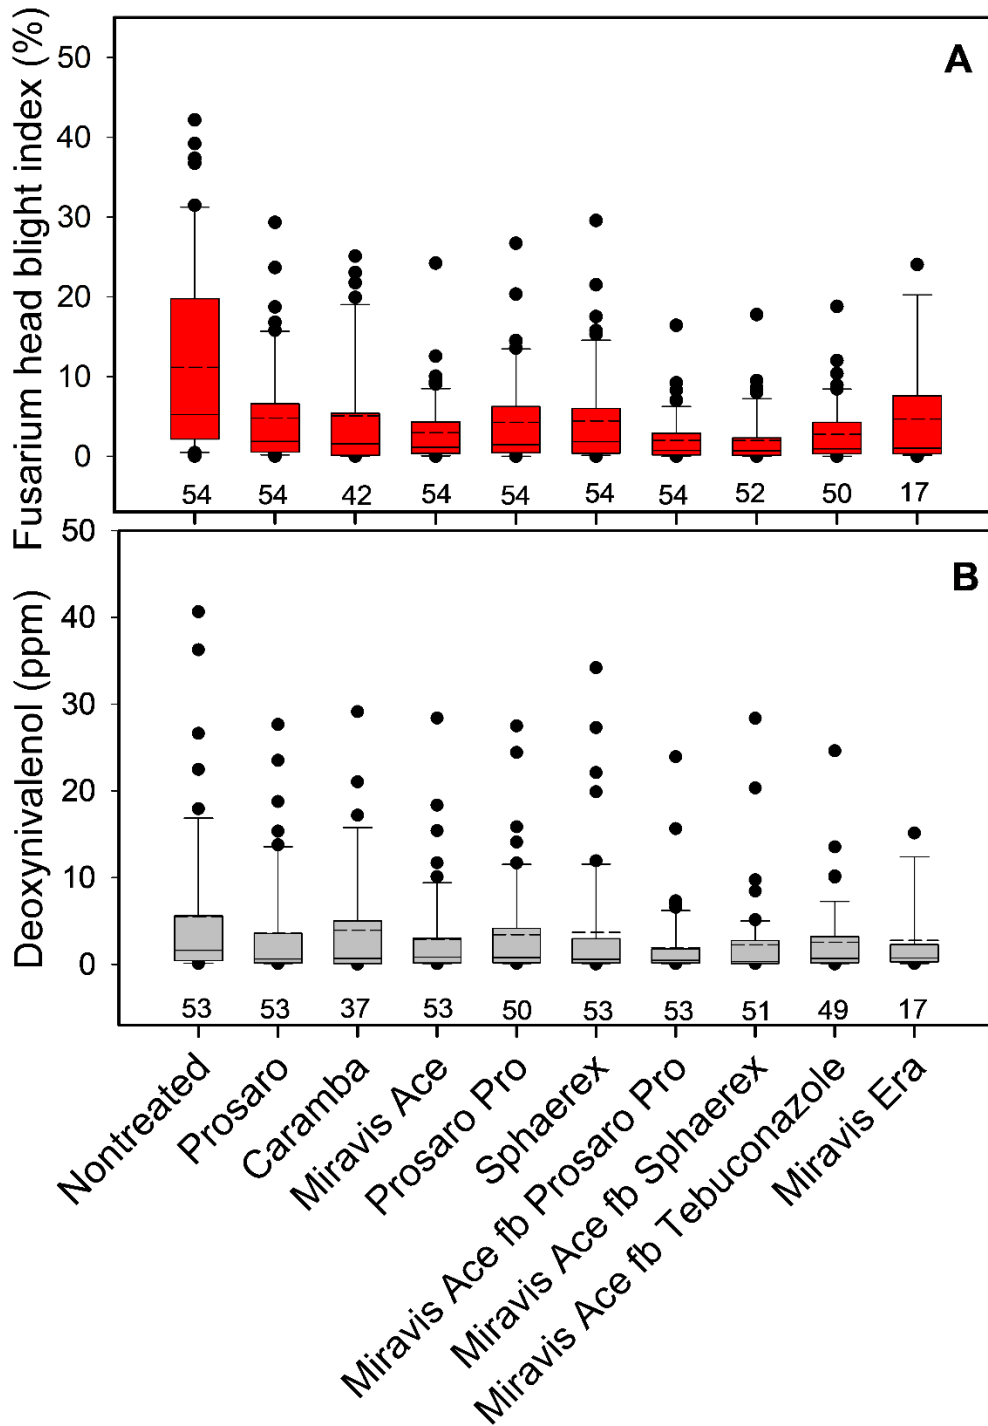 Fusarium head blight index (%)
50
40
30
20
10
0
A
54 54 42 54 54 54 54 52 50 17
Deoxynivalenol (ppm)
50
40
30
20
10
0
B
53 53 37 53 50 53 53 51 49 17
Nontreated
Prosaro
Caramba
Miravis Ace
Prosaro Pro
Sphaerex
Miravis Ace fb Prosaro Pro
Miravis Ace fb Sphaerex
Miravis Ace fb Tebuconazole
Miravis Era